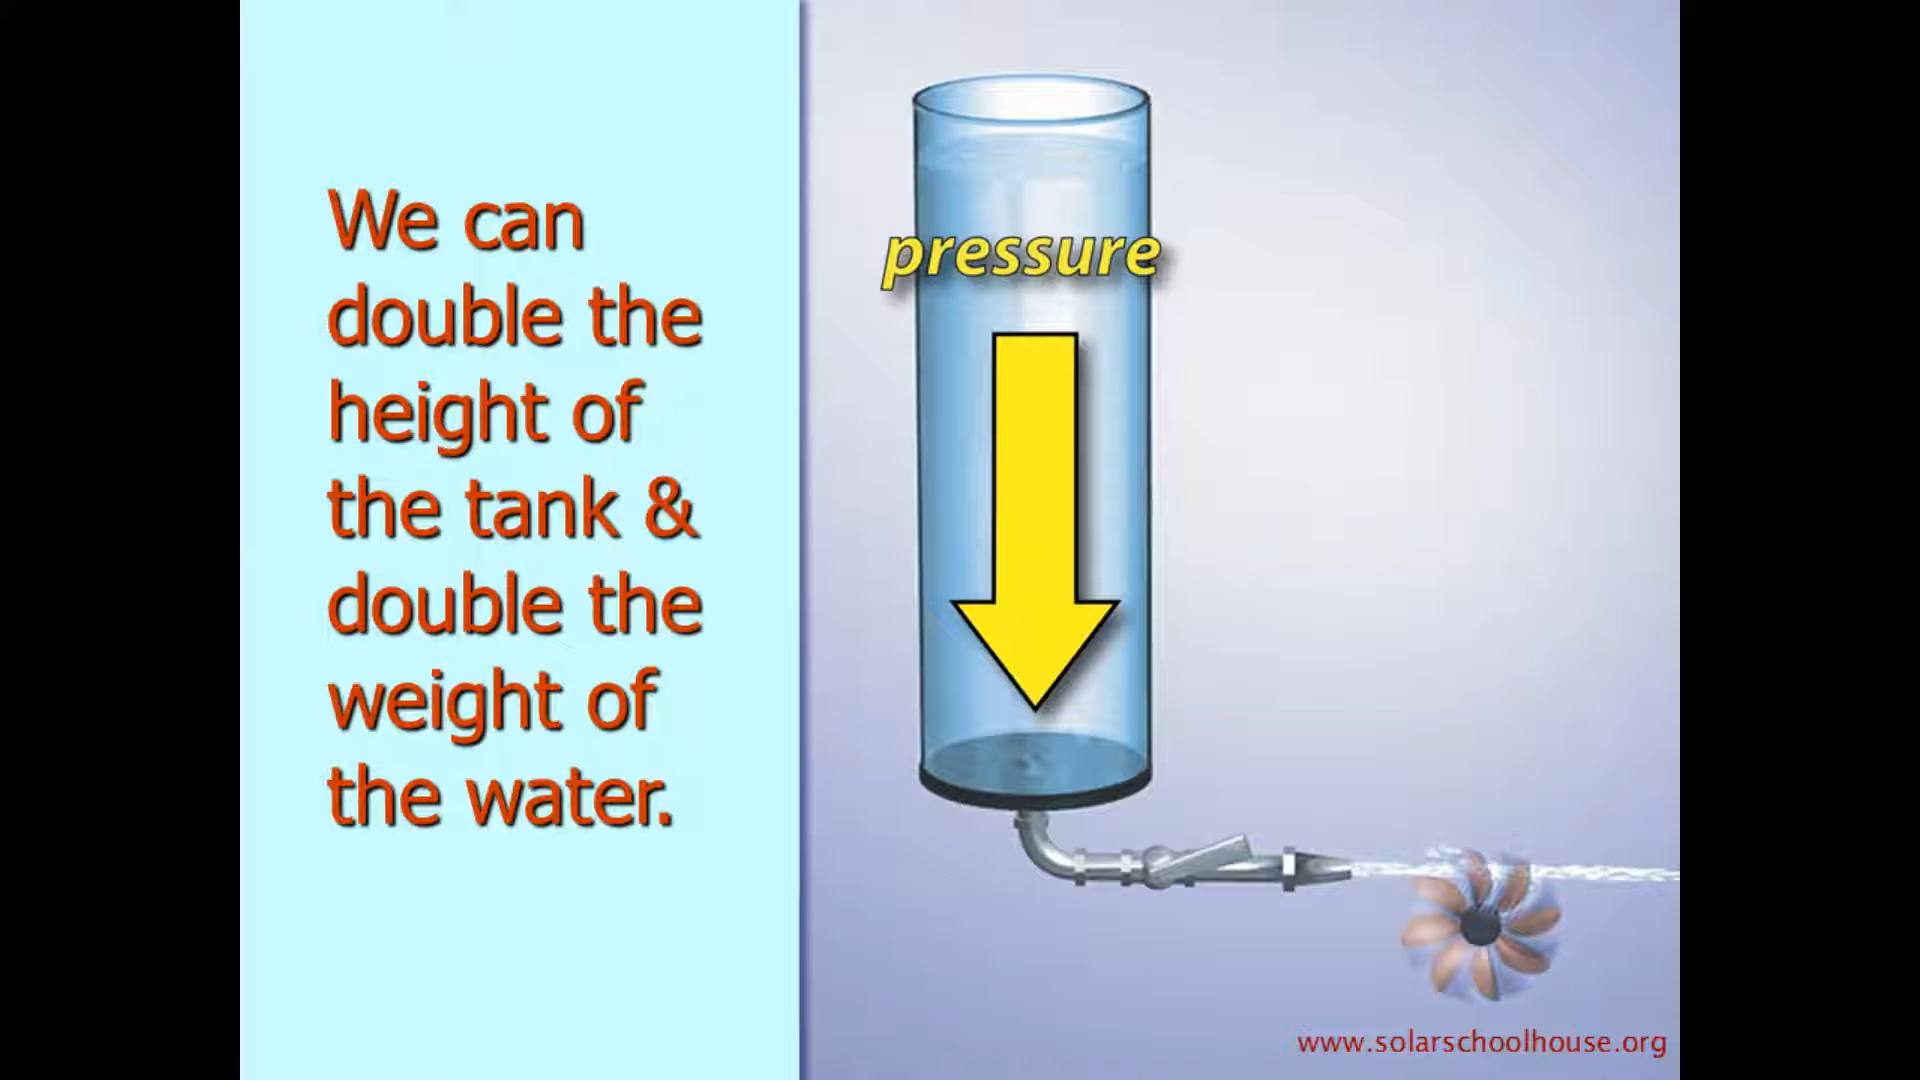 We can
double the
height of
the tank &
double the
weight of
the water.
pressure
www.solarschoolhouse.org